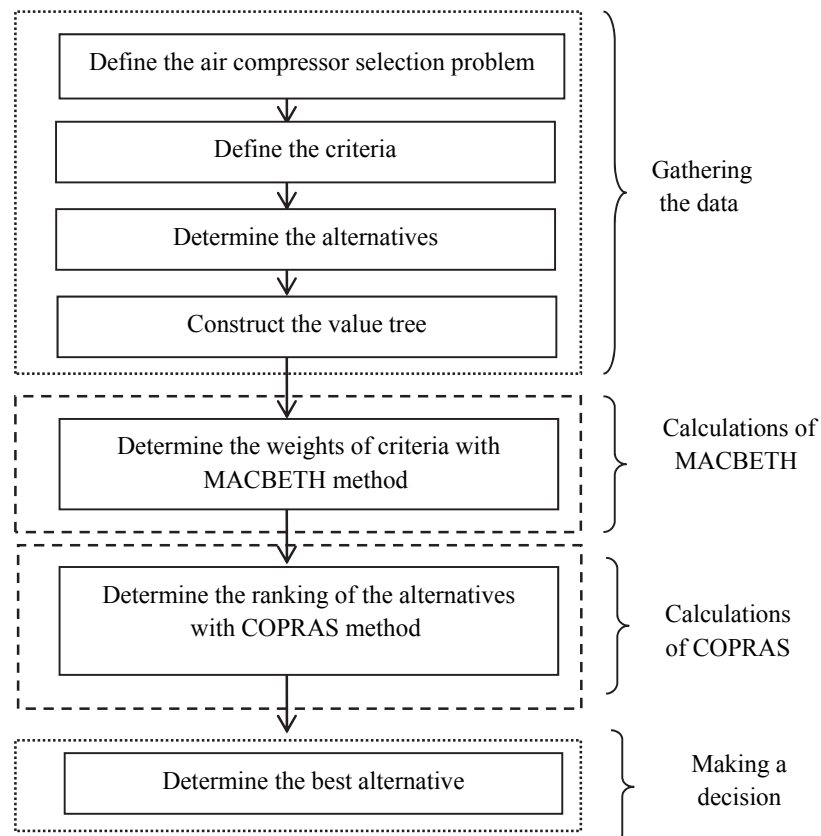 Define the air compressor selection problem
Define the criteria
Determine the alternatives
Construct the value tree
Gathering
the data
Determine the weights of criteria with
MACBETH method
Calculations of
MACBETH
Determine the ranking of the alternatives
with COPRAS method
Calculations
of COPRAS
Determine the best alternative
Making a
decision